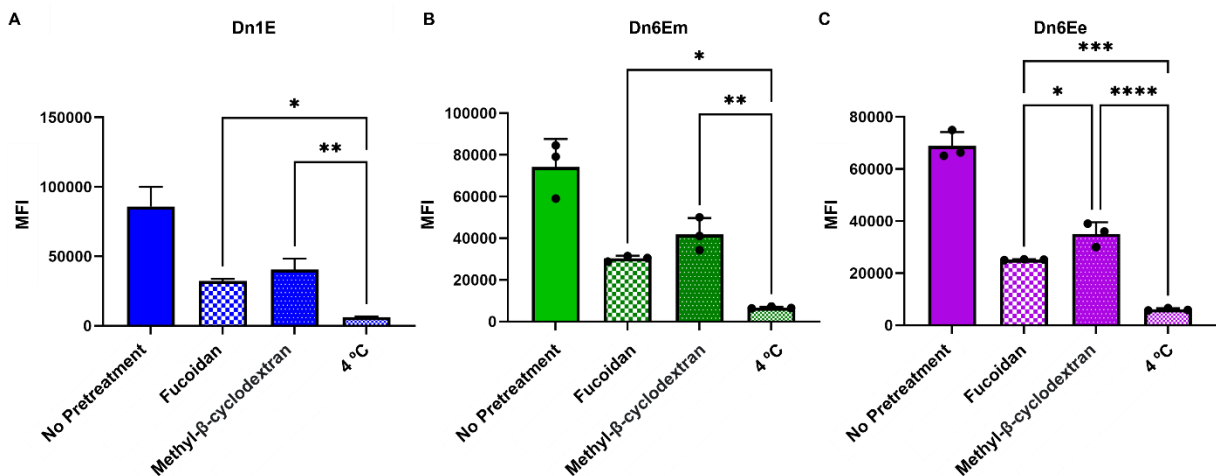 A
Dn1E
MFI
150000
100000
50000
0
*
**
No Pretreatment
Fucoidan
Methyl-β-cyclodextran
4 ºC
B
Dn6Em
MFI
100000
80000
60000
40000
20000
0
*
**
No Pretreatment
Fucoidan
Methyl-β-cyclodextran
4 ºC
C
Dn6Ee
MFI
80000
60000
40000
20000
0
***
*
****
No Pretreatment
Fucoidan
Methyl-β-cyclodextran
4 ºC